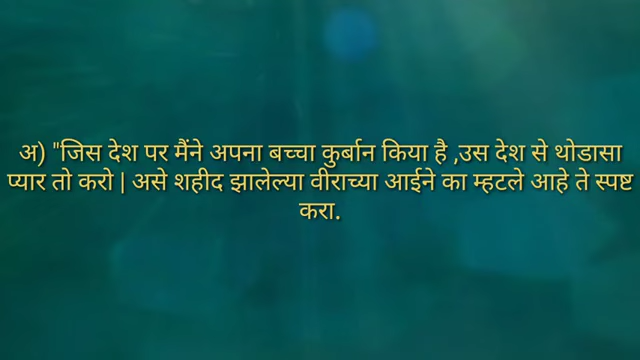 अ) "जिस देश पर मैंने अपना बच्चा कुर्बान किया है ,उस देश से थोडासा
प्यार तो करो | असे शहीद झालेल्या वीराच्या आईने का म्हटले आहे ते स्पष्ट
करा.